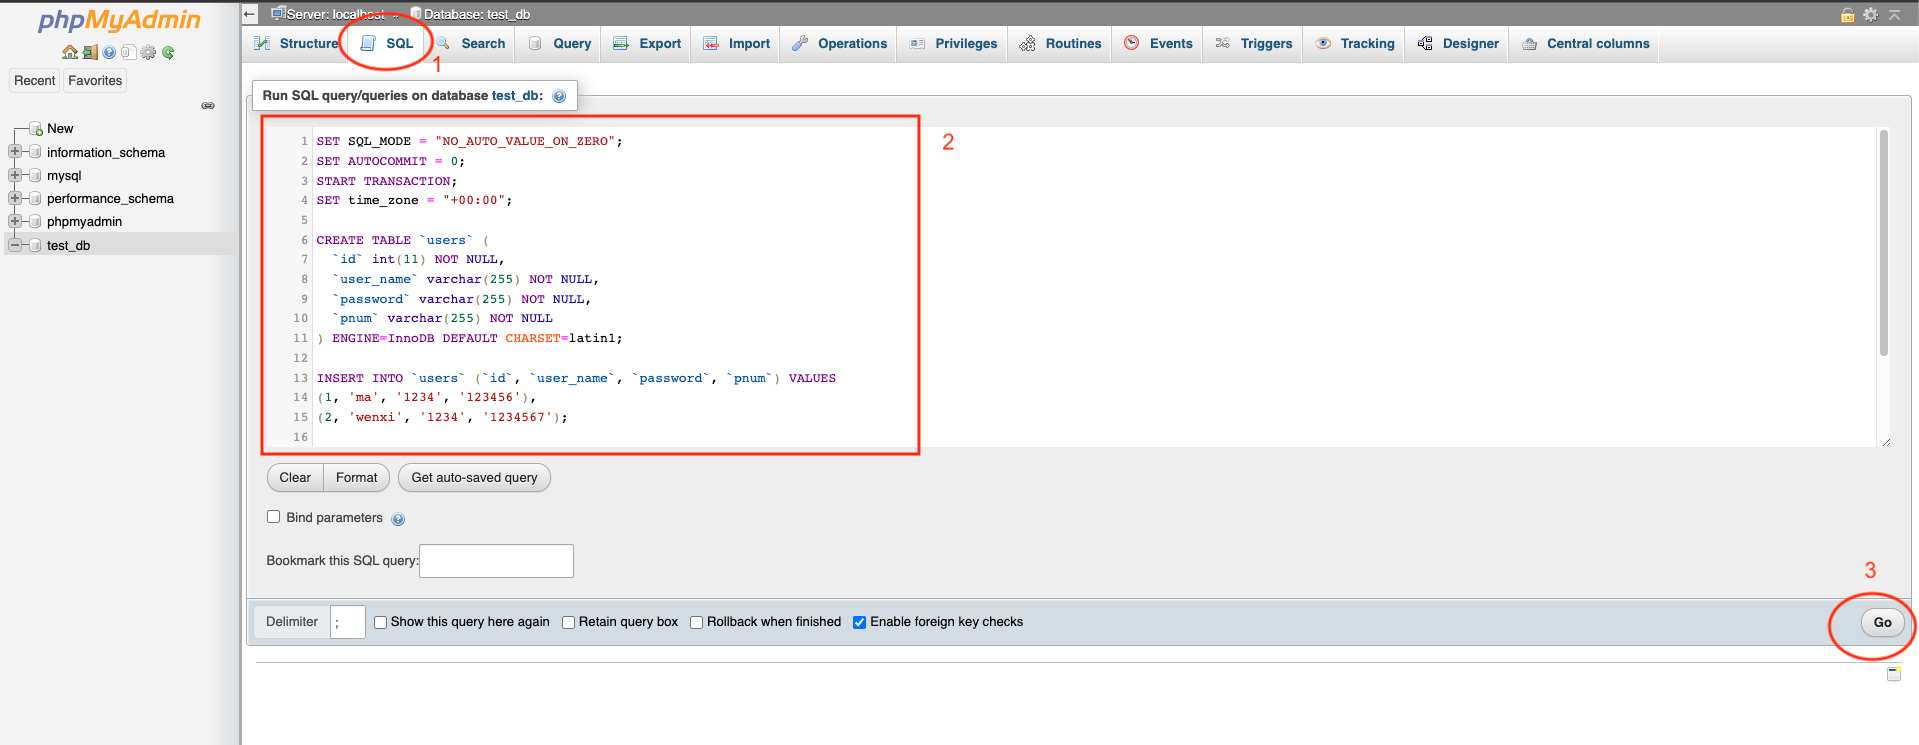 phpMyAdmin
Recent Favorites
New
information_schema
mysql
performance_schema
phpmyadmin
test_db
Server: localhost » Database: test_db
Structure SQL Search Query Export Import Operations Privileges Routines Events Triggers Tracking Designer Central columns
1
Run SQL query/queries on database test_db:
2
1 SET SQL_MODE = "NO_AUTO_VALUE_ON_ZERO";
2 SET AUTOCOMMIT = 0;
3 START TRANSACTION;
4 SET time_zone = "+00:00";
5
6 CREATE TABLE `users` (
7 `id` int(11) NOT NULL,
8 `user_name` varchar(255) NOT NULL,
9 `password` varchar(255) NOT NULL,
10 `pnum` varchar(255) NOT NULL
11 ) ENGINE=InnoDB DEFAULT CHARSET=latin1;
12
13 INSERT INTO `users` (`id`, `user_name`, `password`, `pnum`) VALUES
14 (1, 'ma', '1234', '123456'),
15 (2, 'wenxi', '1234', '1234567');
16
Clear Format Get auto-saved query
Bind parameters
Bookmark this SQL query:
3
Delimiter ; Show this query here again Retain query box Rollback when finished Enable foreign key checks Go